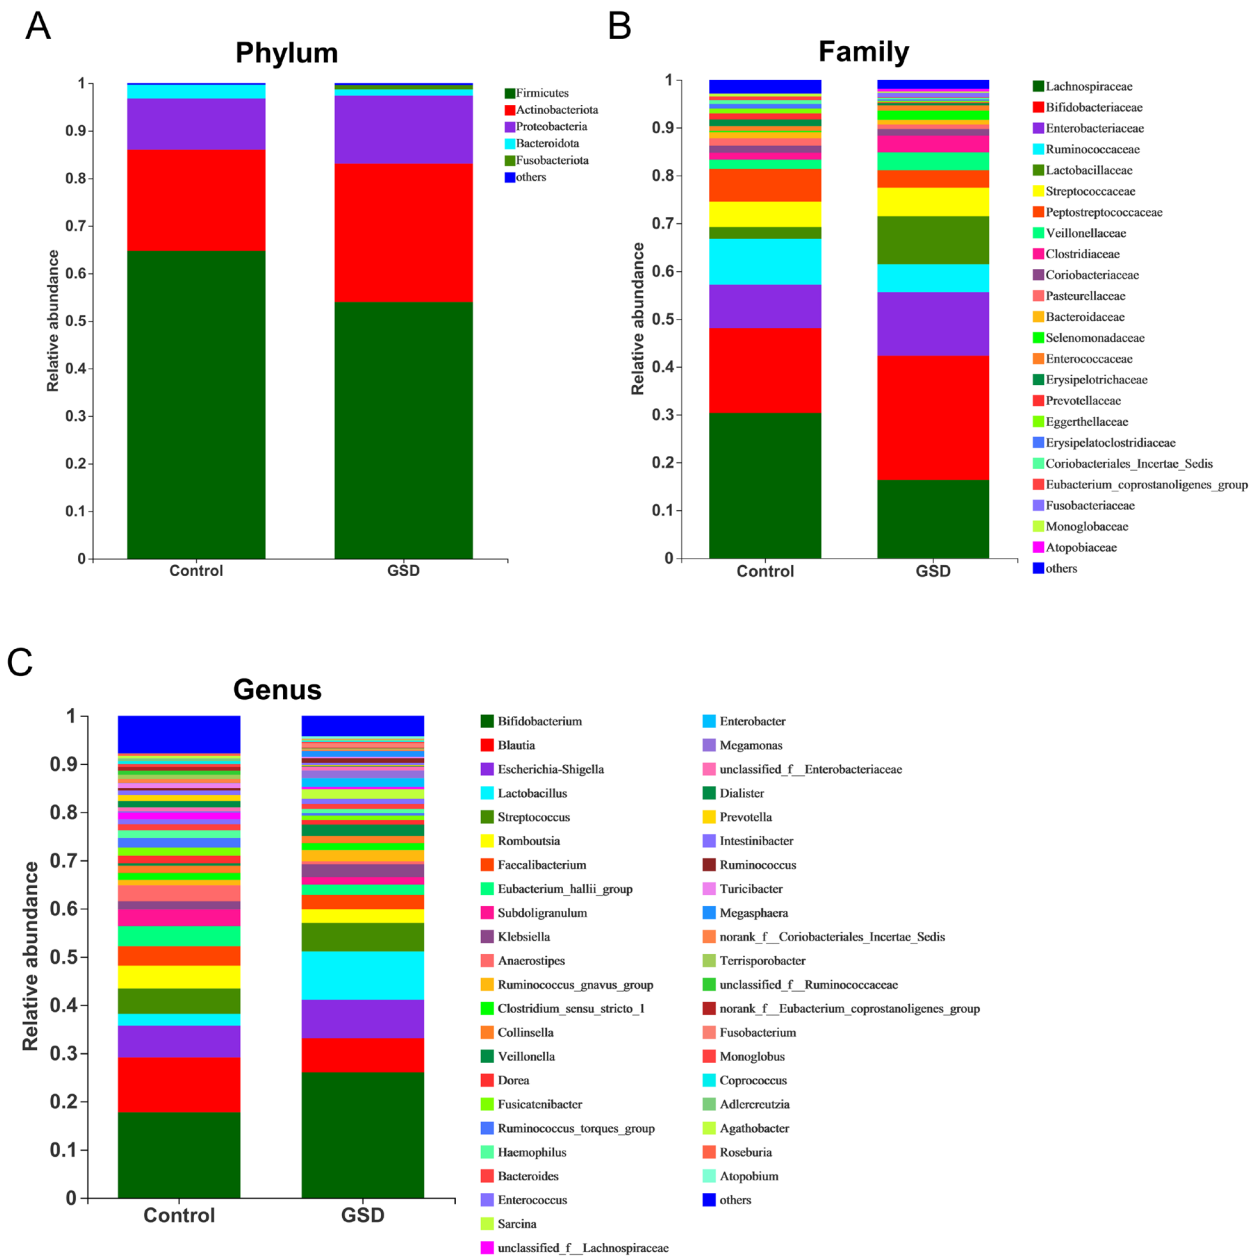 A
Phylum
Relative abundance
1
0.9
0.8
0.7
0.6
0.5
0.4
0.3
0.2
0.1
0
Control
GSD
Firmicutes
Actinobacteriota
Proteobacteria
Bacteroidota
Fusobacteriota
others
B
Family
Relative abundance
1
0.9
0.8
0.7
0.6
0.5
0.4
0.3
0.2
0.1
0
Control
GSD
Lachnospiraceae
Bifidobacteriaceae
Enterobacteriaceae
Ruminococcaceae
Lactobacillaceae
Streptococcaceae
Peptostreptococcaceae
Veillonellaceae
Clostridiaceae
Coriobacteriaceae
Pasteurellaceae
Bacteroidaceae
Selenomonadaceae
Enterococcaceae
Erysipelotrichaceae
Prevotellaceae
Eggerthellaceae
Erysipelatoclostridiaceae
Coriobacteriales_Incertae_Sedis
Eubacterium_coprostanoligenes_group
Fusobacteriaceae
Monoglobaceae
Atopobiaceae
others
C
Genus
Relative abundance
1
0.9
0.8
0.7
0.6
0.5
0.4
0.3
0.2
0.1
0
Control
GSD
Bifidobacterium
Blautia
Escherichia-Shigella
Lactobacillus
Streptococcus
Romboutsia
Faecalibacterium
Eubacterium_hallii_group
Subdoligranulum
Klebsiella
Anaerostipes
Ruminococcus_gnavus_group
Clostridium_sensu_stricto_1
Collinsella
Veillonella
Dorea
Fusicatenibacter
Ruminococcus_torques_group
Haemophilus
Bacteroides
Enterococcus
Sarcina
unclassified_f__Lachnospiraceae
Enterobacter
Megamonas
unclassified_f__Enterobacteriaceae
Dialister
Prevotella
Intestinibacter
Ruminococcus
Turicibacter
Megasphaera
norank_f__Coriobacteriales_Incertae_Sedis
Terrisporobacter
unclassified_f__Ruminococcaceae
norank_f__Eubacterium_coprostanoligenes_group
Fusobacterium
Monoglobus
Coprococcus
Adlercreutzia
Agathobacter
Roseburia
Atopobium
others